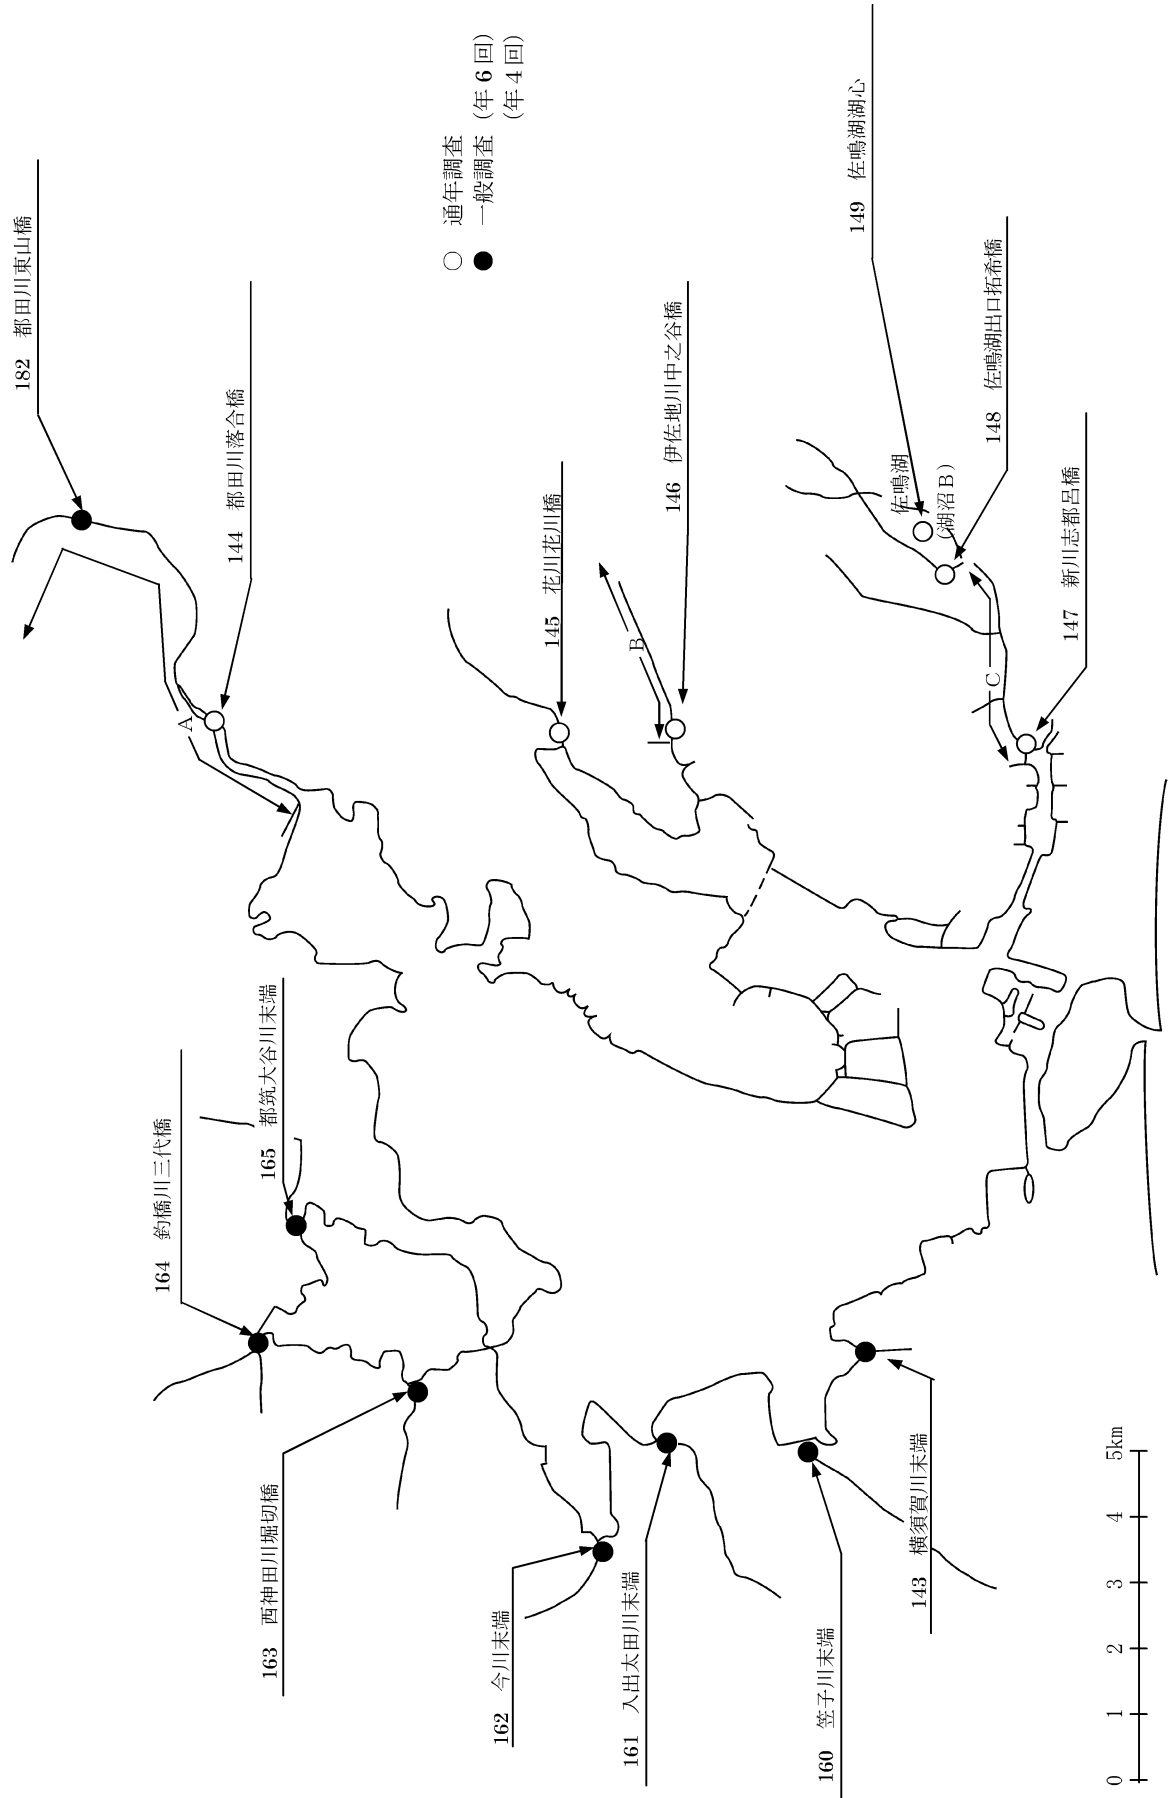 182 都田川東山橋
144 都田川落合橋
○ 通年調査
● 一般調査 (年6回)
(年4回)
149 佐鳴湖湖心
145 花川花川橋
146 伊佐地川中之谷橋
148 佐鳴湖出口拓希橋
147 新川志都呂橋
佐鳴湖
(湖沼B)
A
B
C
165 都筑大谷川末端
164 釣橋川三代橋
163 西神田川堀切橋
162 今川末端
161 入出太田川末端
160 笠子川末端
143 横須賀川末端
0 1 2 3 4 5km